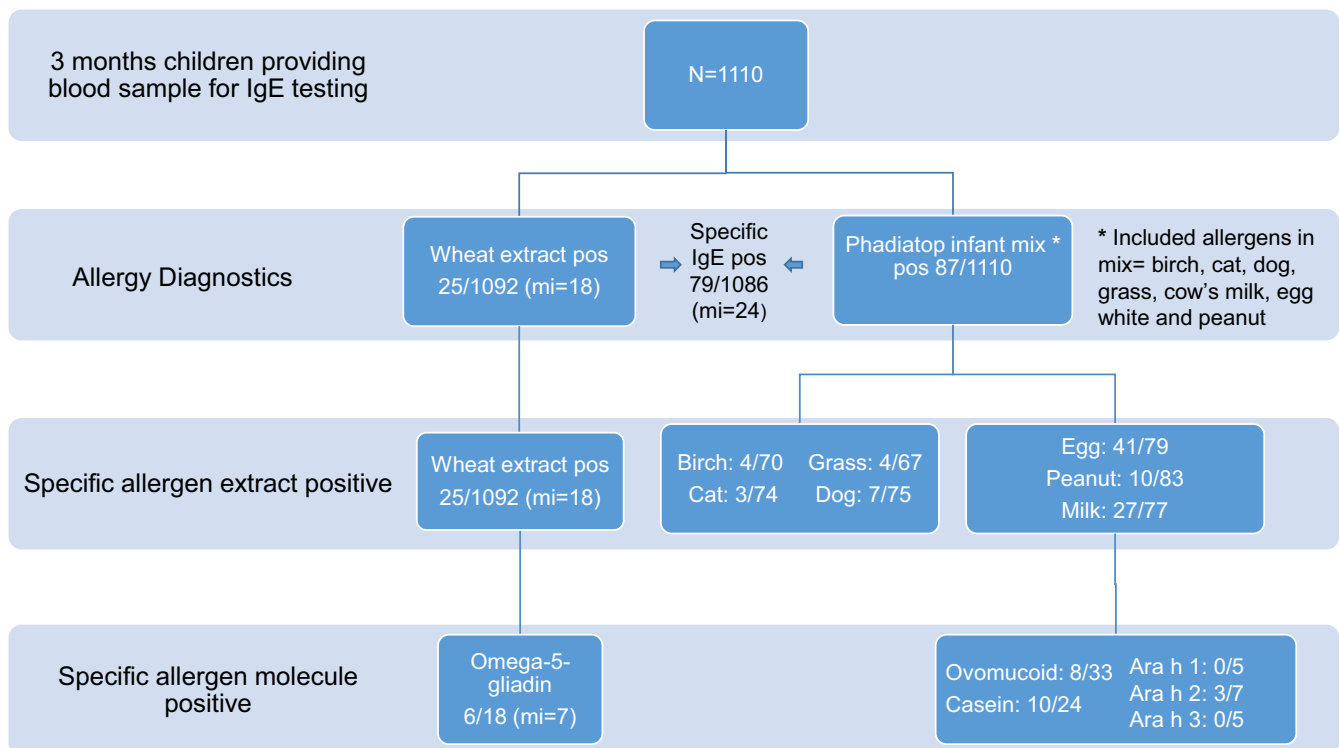 3 months children providing
blood sample for IgE testing
N=1110
Allergy Diagnostics
Wheat extract pos
25/1092 (mi=18)
Specific
IgE pos
79/1086
(mi=24)
Phadiatop infant mix *
pos 87/1110
* Included allergens in
mix= birch, cat, dog,
grass, cow's milk, egg
white and peanut
Specific allergen extract positive
Wheat extract pos
25/1092 (mi=18)
Birch: 4/70 Grass: 4/67
Cat: 3/74 Dog: 7/75
Egg: 41/79
Peanut: 10/83
Milk: 27/77
Specific allergen molecule
positive
Omega-5-
gliadin
6/18 (mi=7)
Ovomucoid: 8/33
Casein: 10/24
Ara h 1: 0/5
Ara h 2: 3/7
Ara h 3: 0/5